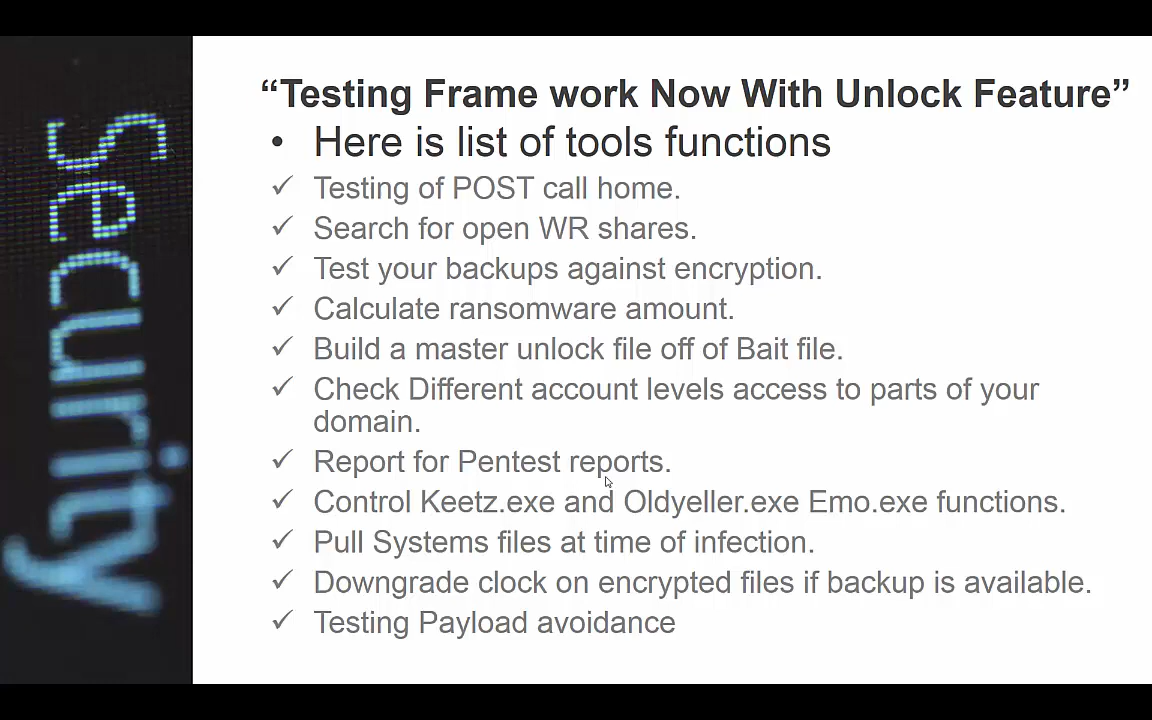 Security
“Testing Frame work Now With Unlock Feature”
• Here is list of tools functions
✓ Testing of POST call home.
✓ Search for open WR shares.
✓ Test your backups against encryption.
✓ Calculate ransomware amount.
✓ Build a master unlock file off of Bait file.
✓ Check Different account levels access to parts of your
domain.
✓ Report for Pentest reports.
✓ Control Keetz.exe and Oldyeller.exe Emo.exe functions.
✓ Pull Systems files at time of infection.
✓ Downgrade clock on encrypted files if backup is available.
✓ Testing Payload avoidance